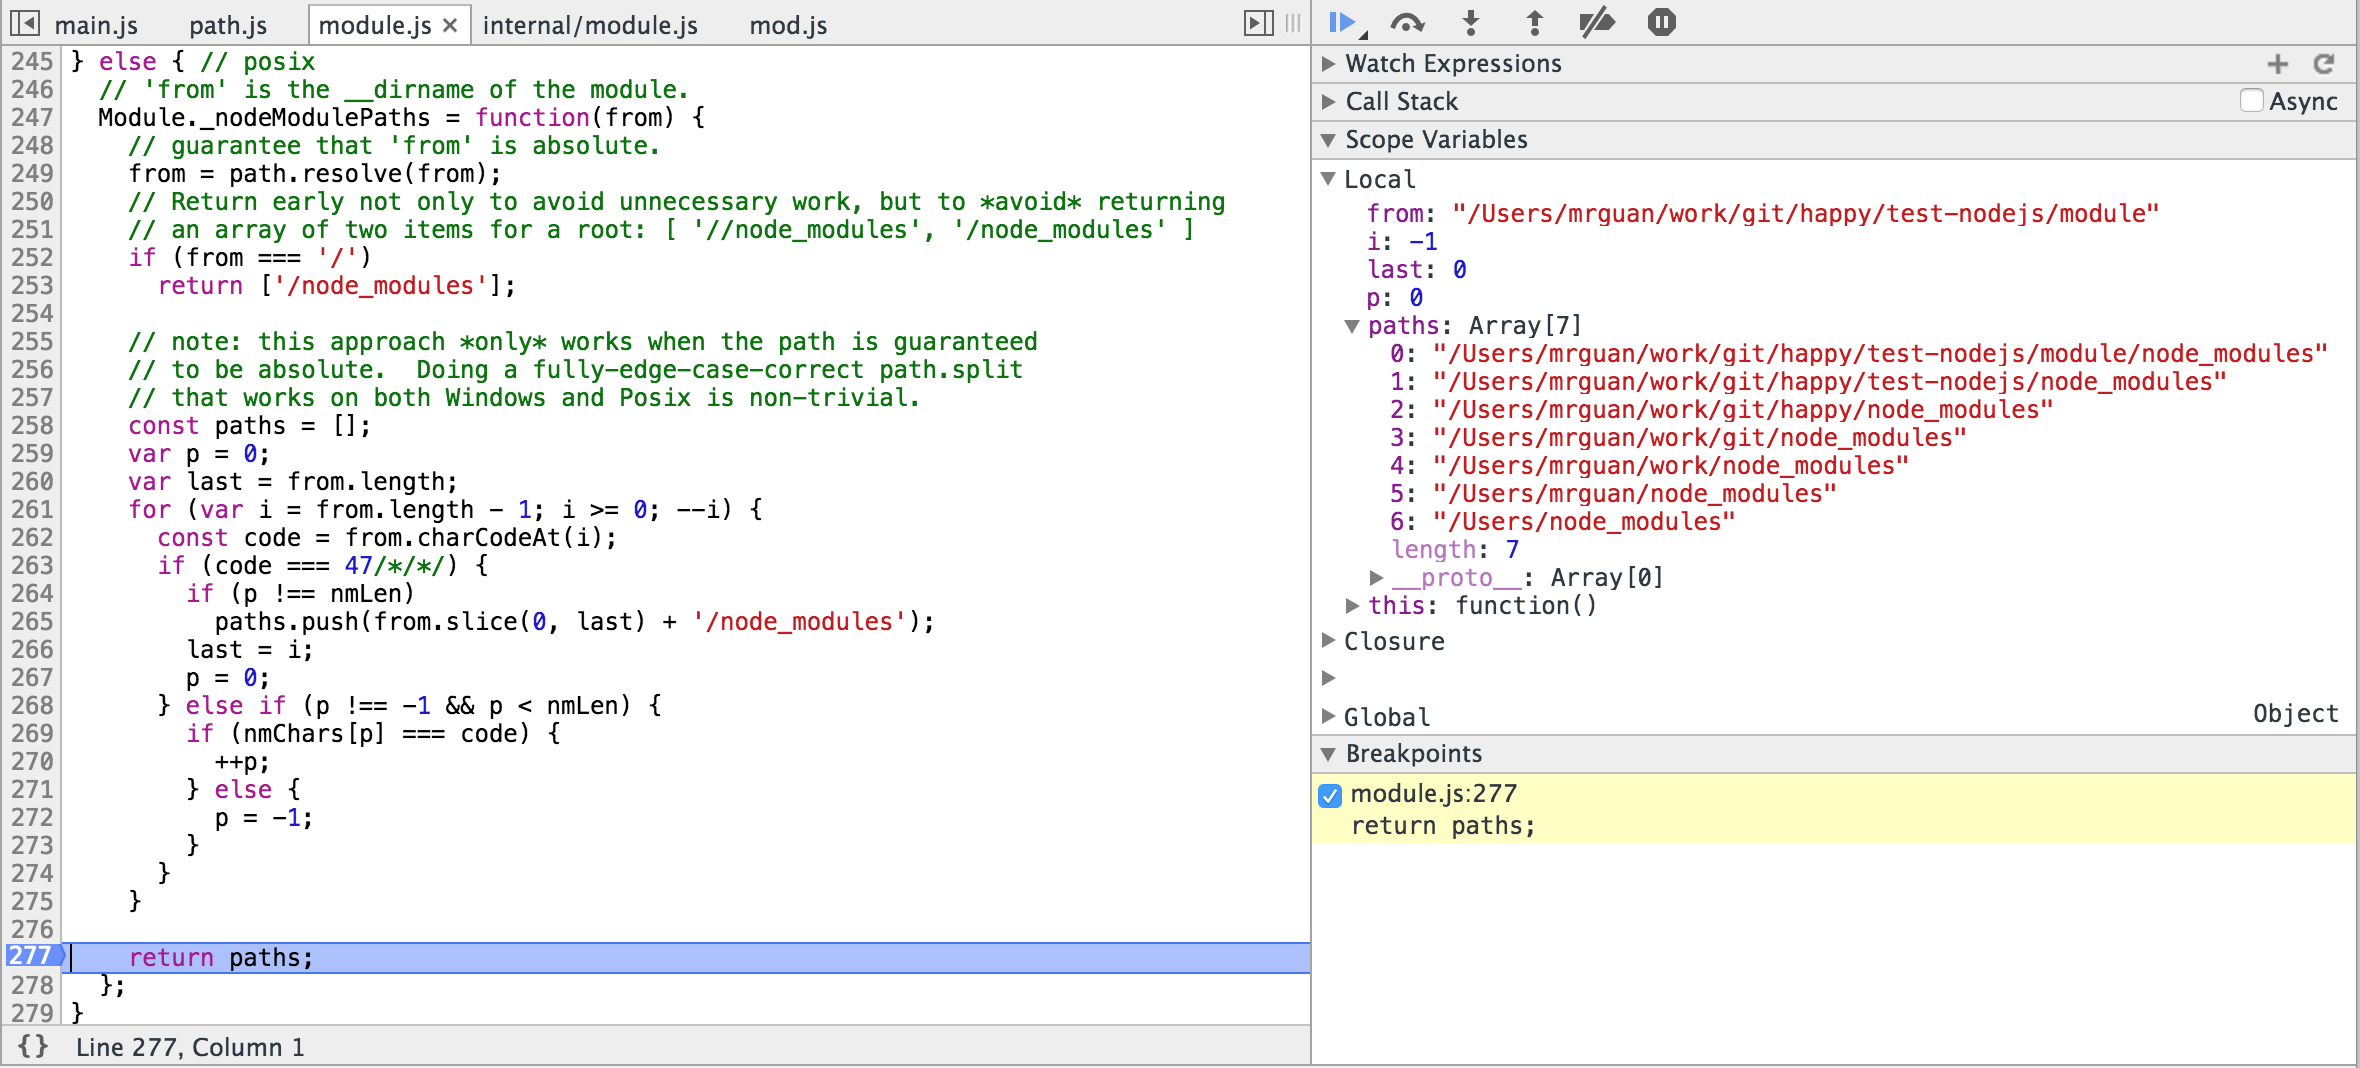 main.js path.js module.js × internal/module.js mod.js
245 } else { // posix
246 // 'from' is the __dirname of the module.
247 Module._nodeModulePaths = function(from) {
248 // guarantee that 'from' is absolute.
249 from = path.resolve(from);
250 // Return early not only to avoid unnecessary work, but to *avoid* returning
251 // an array of two items for a root: [ '//node_modules', '/node_modules' ]
252 if (from === '/')
253 return ['/node_modules'];
254
255 // note: this approach *only* works when the path is guaranteed
256 // to be absolute.  Doing a fully-edge-case-correct path.split
257 // that works on both Windows and Posix is non-trivial.
258 const paths = [];
259 var p = 0;
260 var last = from.length;
261 for (var i = from.length - 1; i >= 0; --i) {
262 const code = from.charCodeAt(i);
263 if (code === 47/*/*/) {
264 if (p !== nmLen)
265 paths.push(from.slice(0, last) + '/node_modules');
266 last = i;
267 p = 0;
268 } else if (p !== -1 && p < nmLen) {
269 if (nmChars[p] === code) {
270 ++p;
271 } else {
272 p = -1;
273 }
274 }
275 }
276
277 return paths;
278 };
279 }
{} Line 277, Column 1
Watch Expressions
Call Stack Async
Scope Variables
Local
from: "/Users/mrguan/work/git/happy/test-nodejs/module"
i: -1
last: 0
p: 0
paths: Array[7]
0: "/Users/mrguan/work/git/happy/test-nodejs/module/node_modules"
1: "/Users/mrguan/work/git/happy/test-nodejs/node_modules"
2: "/Users/mrguan/work/git/happy/node_modules"
3: "/Users/mrguan/work/git/node_modules"
4: "/Users/mrguan/work/node_modules"
5: "/Users/mrguan/node_modules"
6: "/Users/node_modules"
length: 7
__proto__: Array[0]
this: function()
Closure
Global Object
Breakpoints
module.js:277
return paths;